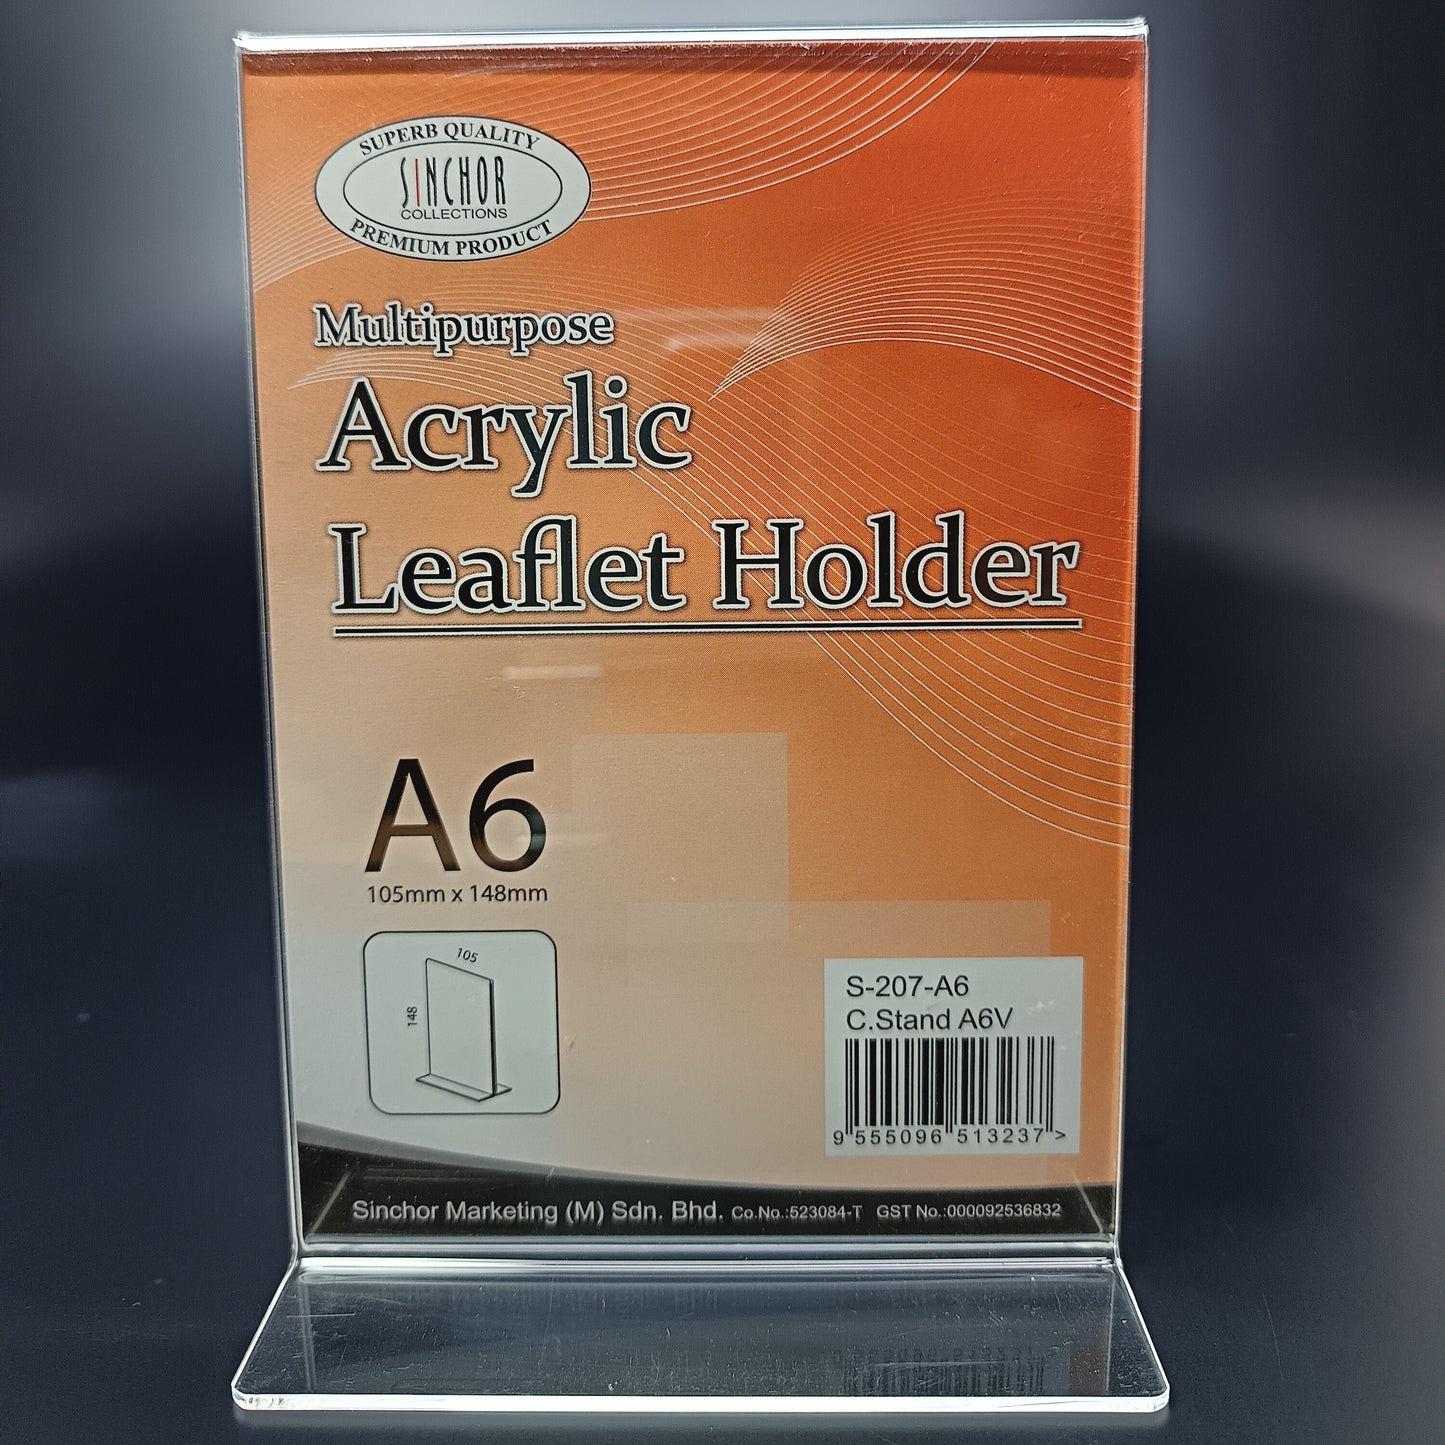 SUPERB QUALITY
SINCHOR
COLLECTIONS
PREMIUM PRODUCT
Multipurpose
Acrylic
Leaflet Holder
A6
105mm x 148mm
105
148
S-207-A6
C.Stand A6V
9 555096 513237 >
Sinchor Marketing (M) Sdn. Bhd. Co.No.:523084-T GST No.:000092536832